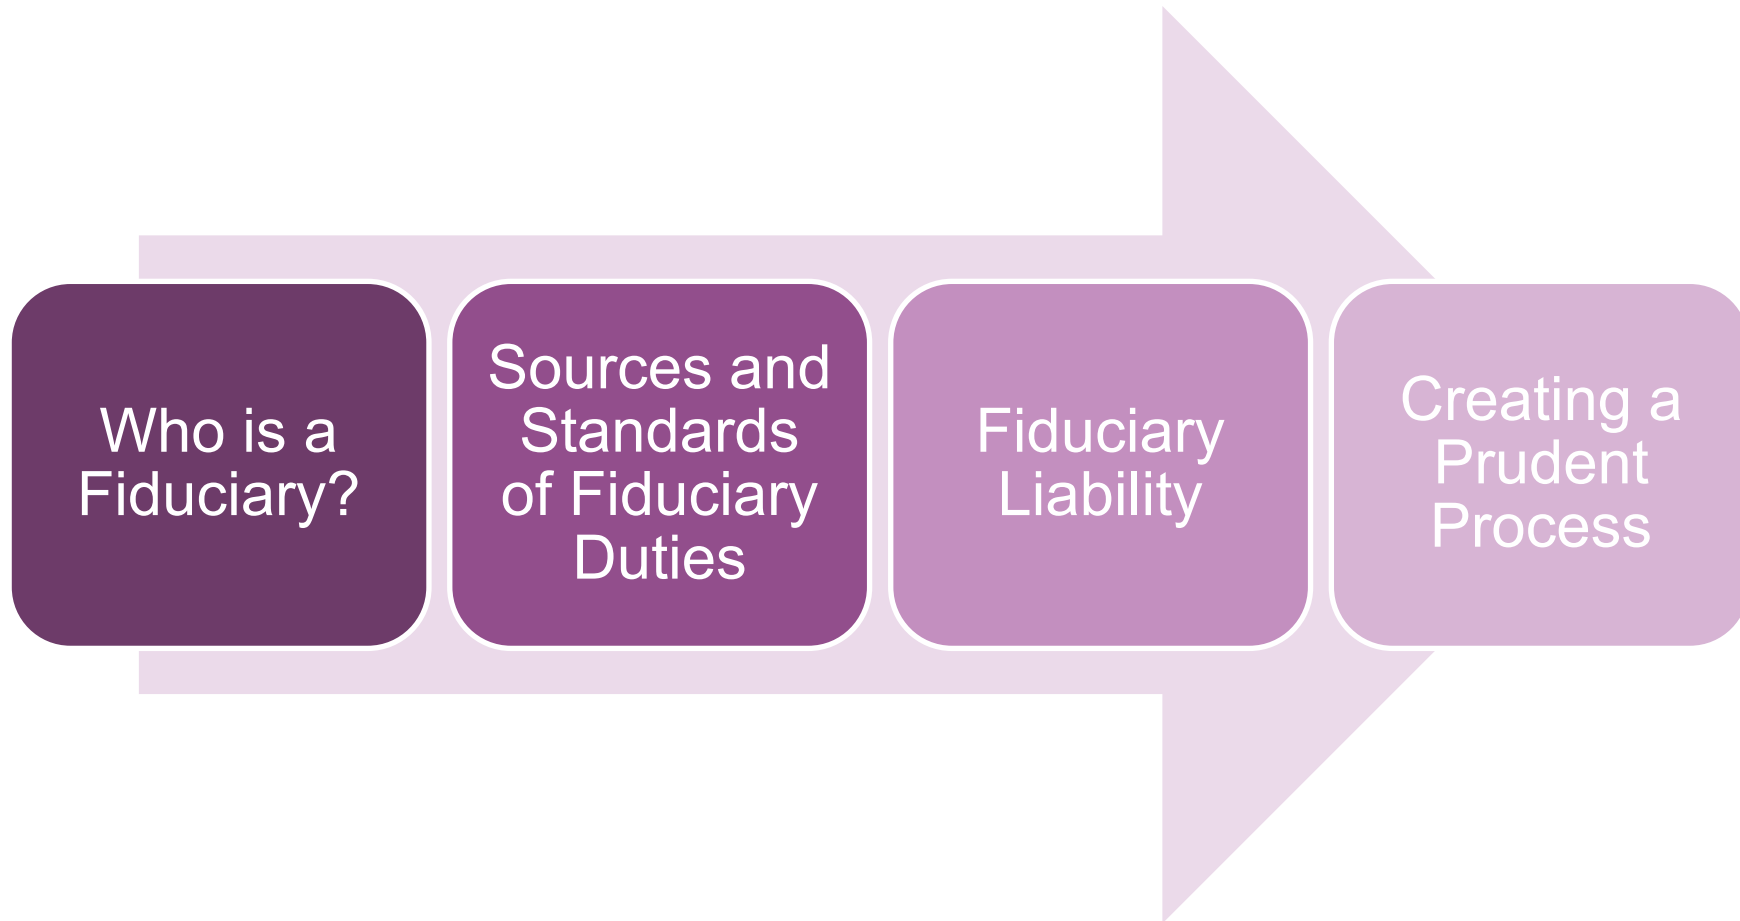 Who is a
Fiduciary?
Sources and
Standards
of Fiduciary
Duties
Fiduciary
Liability
Creating a
Prudent
Process